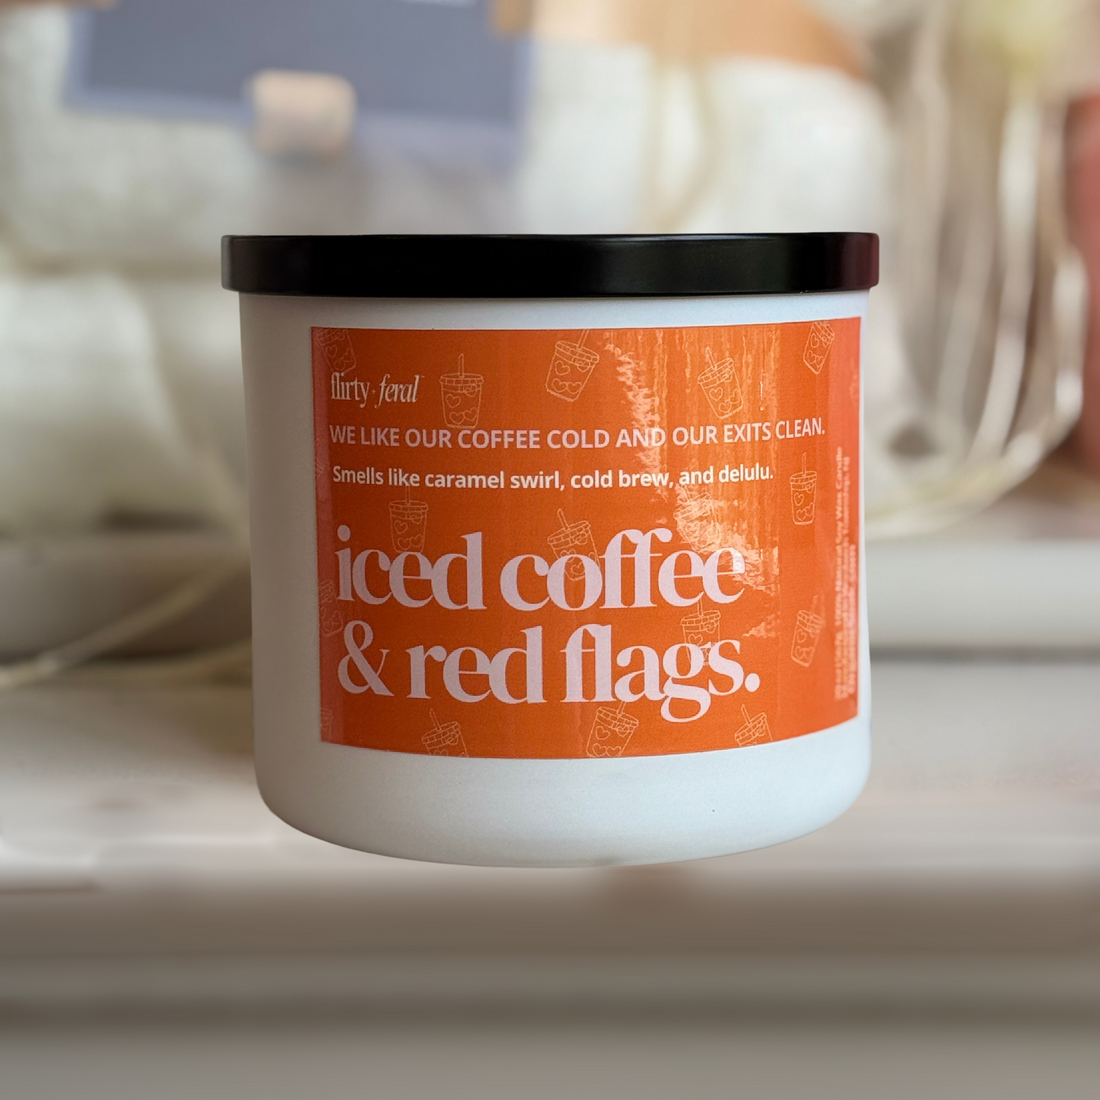 flirty + feral
WE LIKE OUR COFFEE COLD AND OUR EXITS CLEAN.
Smells like caramel swirl, cold brew, and delulu.
iced coffee
& red flags.